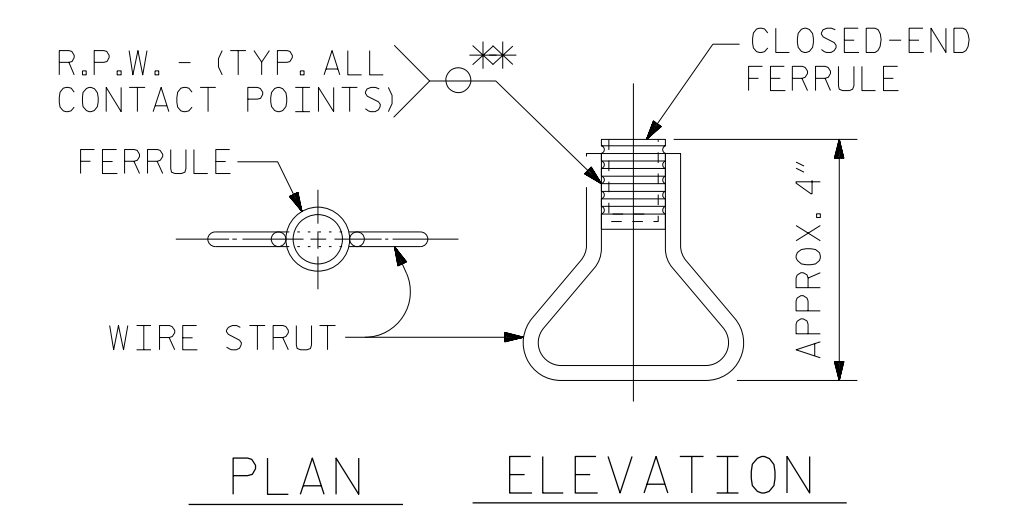 R.P.W. - (TYP. ALL
CONTACT POINTS)
**
CLOSED-END
FERRULE
FERRULE
APPROX. 4"
WIRE STRUT
PLAN
ELEVATION